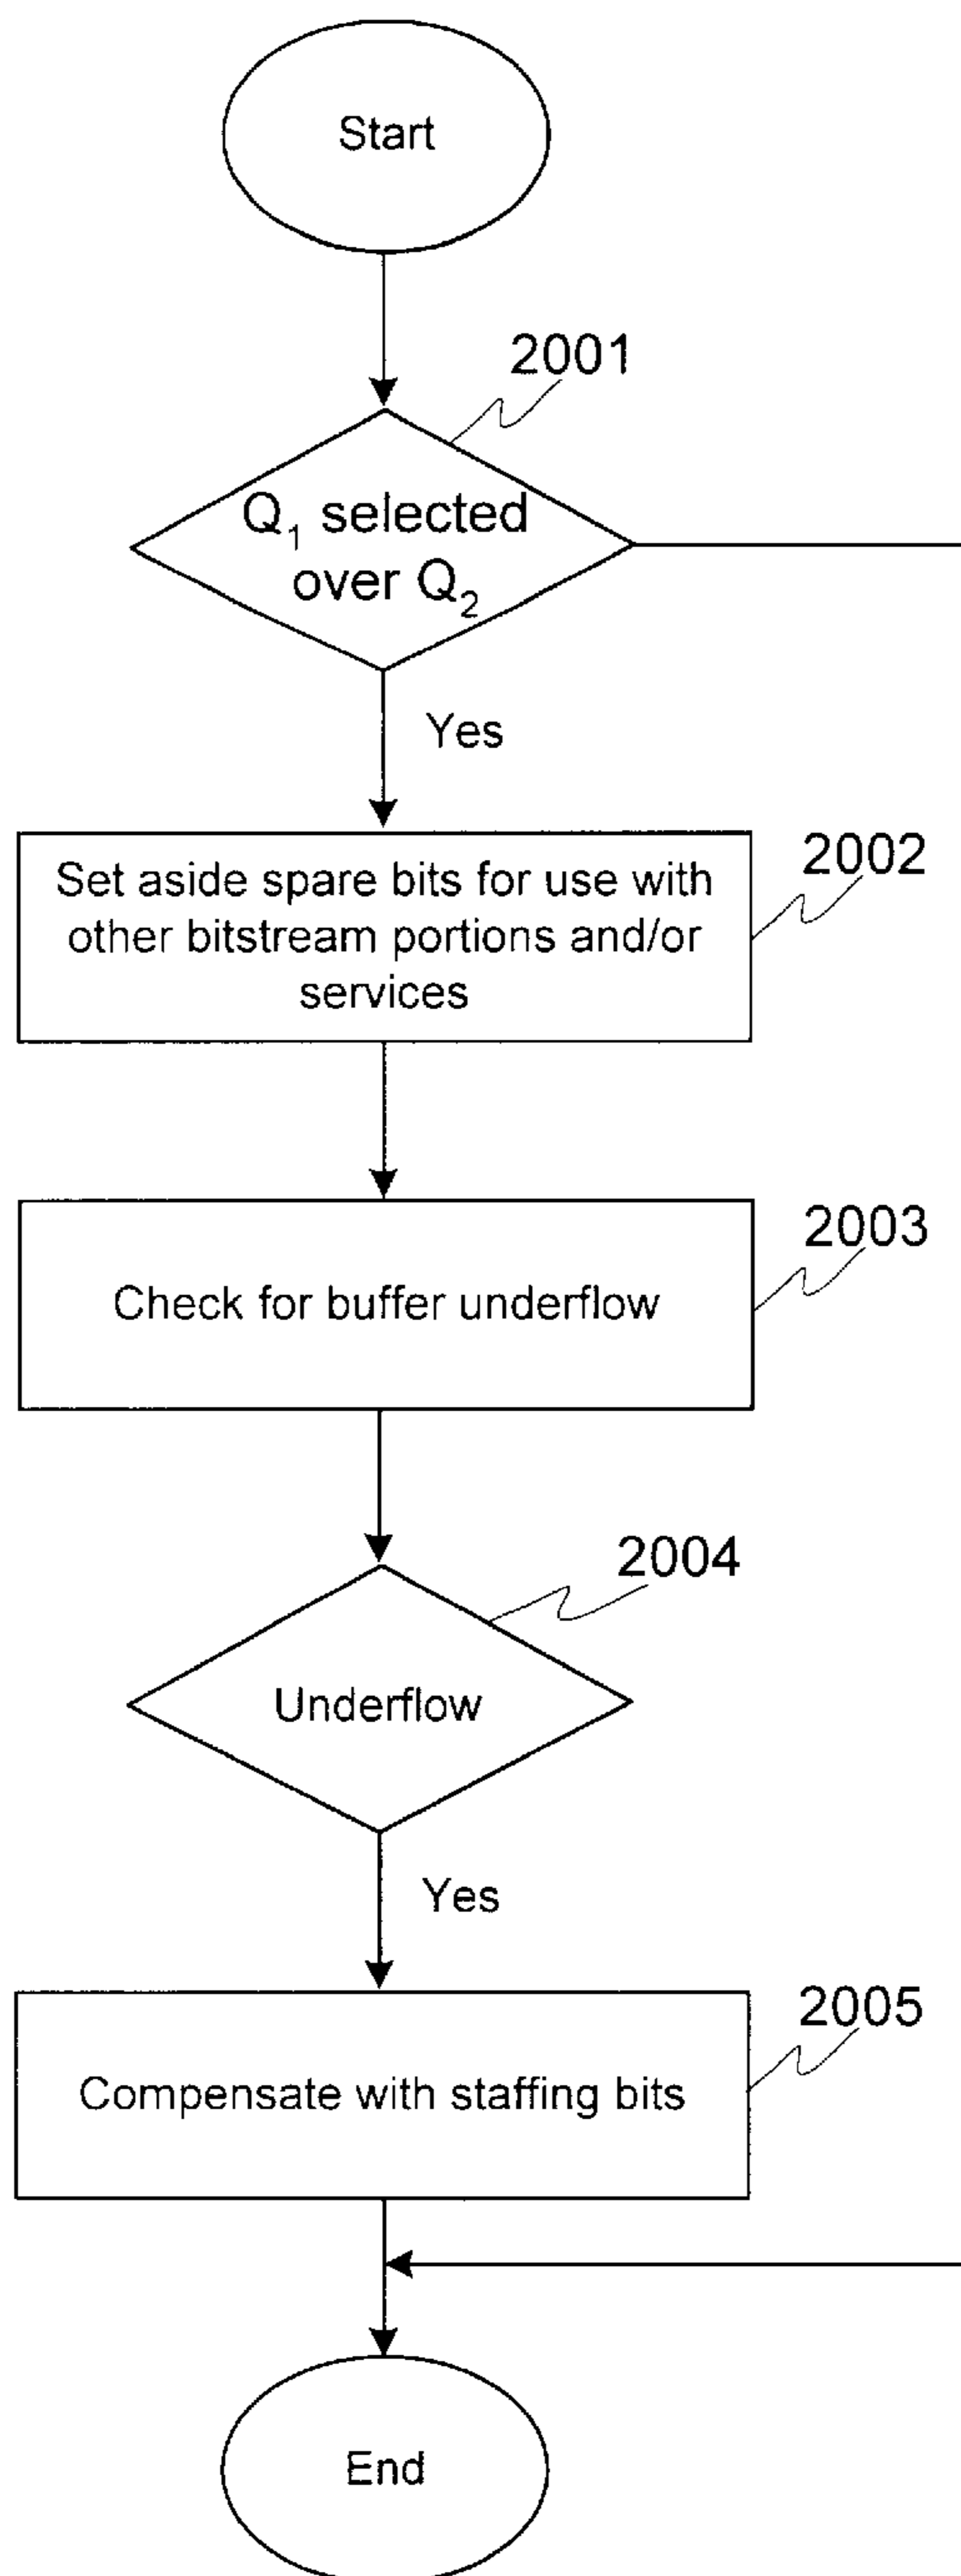 Start
2001
Q₁ selected
over Q₂
Yes
2002
Set aside spare bits for use with
other bitstream portions and/or
services
2003
Check for buffer underflow
2004
Underflow
Yes
2005
Compensate with staffing bits
End